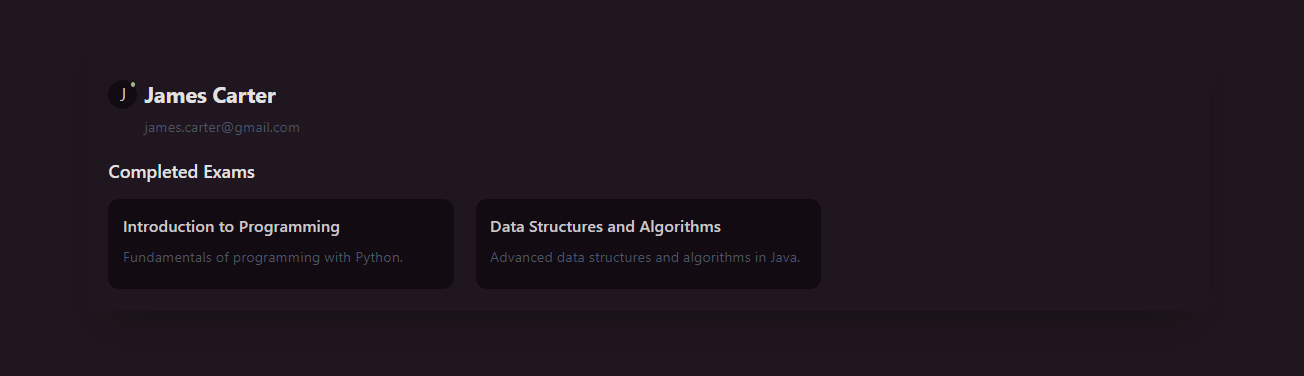 J
James Carter
james.carter@gmail.com
Completed Exams
Introduction to Programming
Fundamentals of programming with Python.
Data Structures and Algorithms
Advanced data structures and algorithms in Java.